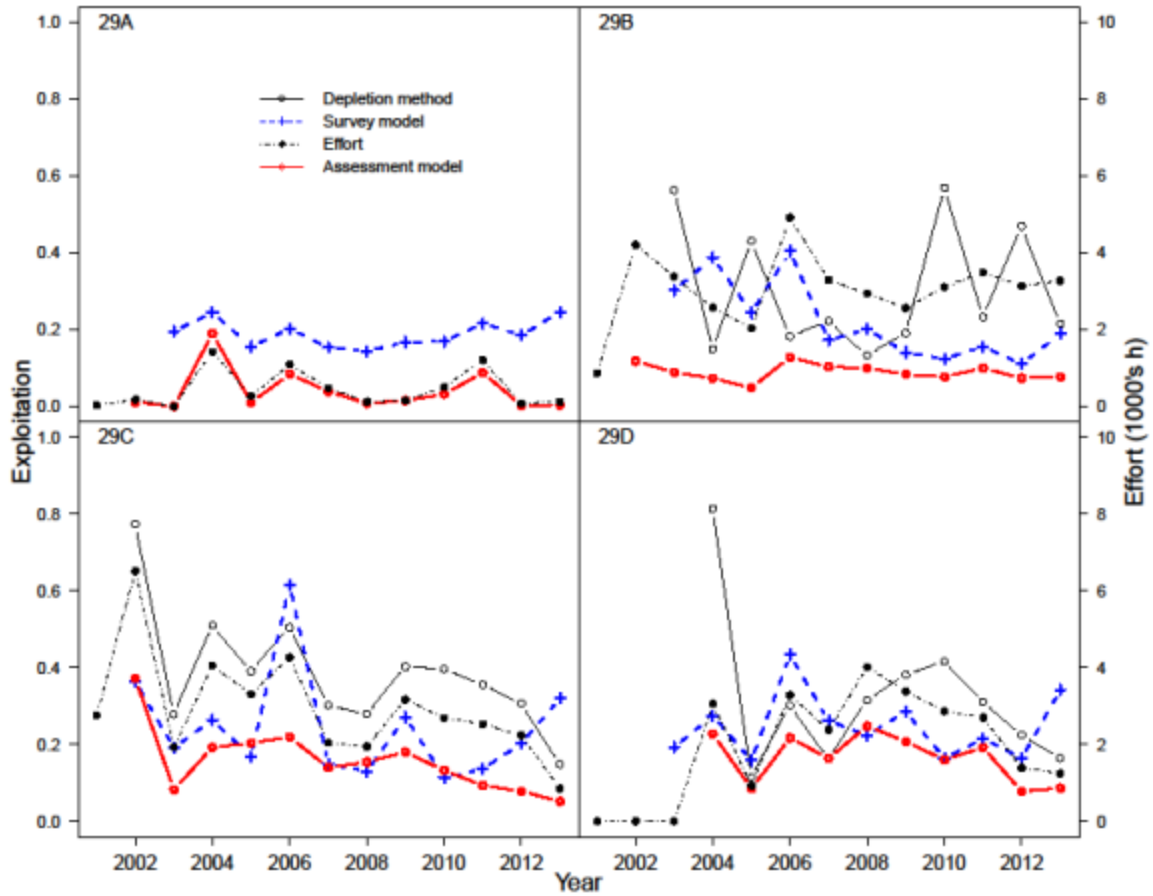 29A
29B
Depletion method
Survey model
Effort
Assessment model
1.0
0.8
0.6
0.4
0.2
0.0
10
8
6
4
2
0
29C
29D
1.0
0.8
0.6
0.4
0.2
0.0
10
8
6
4
2
0
Exploitation
Effort (1000's h)
2002 2004 2006 2008 2010 2012 2002 2004 2006 2008 2010 2012
Year